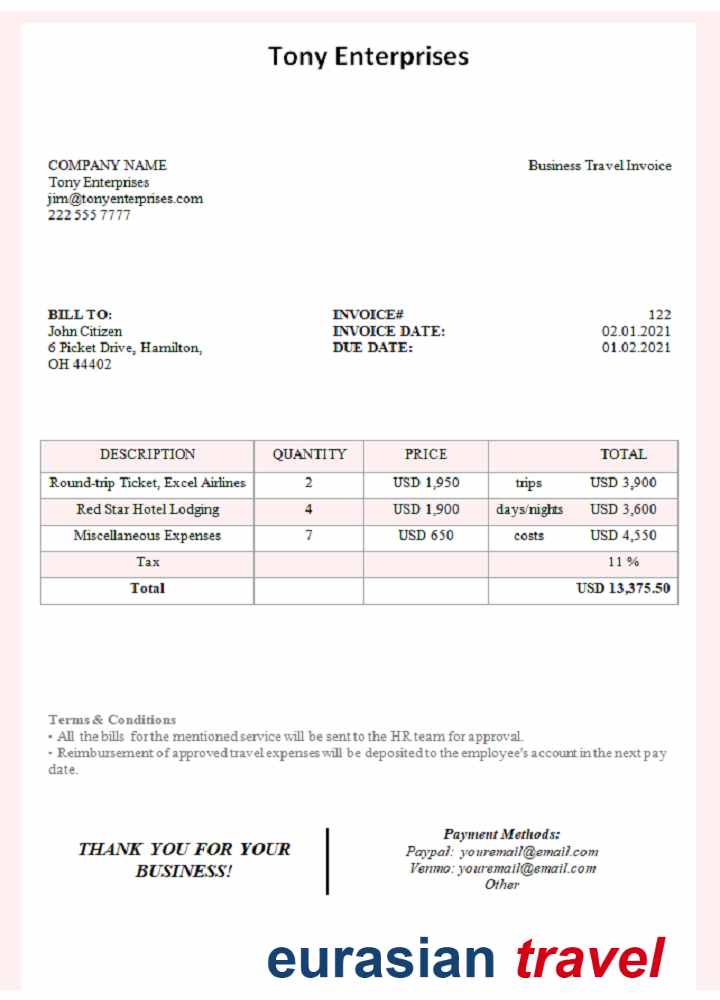 Tony Enterprises
COMPANY NAME
Business Travel Invoice
Tony Enterprises
jim@tonyenterprises.com
222 555 7777
BILL TO:
John Citizen
6 Picket Drive, Hamilton,
OH 44402
INVOICE# 122
INVOICE DATE: 02.01.2021
DUE DATE: 01.02.2021
DESCRIPTION QUANTITY PRICE TOTAL
Round-trip Ticket, Excel Airlines 2 USD 1,950 trips USD 3,900
Red Star Hotel Lodging 4 USD 1,900 days/nights USD 3,600
Miscellaneous Expenses 7 USD 650 costs USD 4,550
Tax 11 %
Total USD 13,375.50
Terms & Conditions
• All the bills for the mentioned service will be sent to the HR team for approval.
• Reimbursement of approved travel expenses will be deposited to the employee's account in the next pay
date.
THANK YOU FOR YOUR
BUSINESS!
Payment Methods:
Paypal: youremail@email.com
Venmo: youremail@email.com
Other
eurasian travel